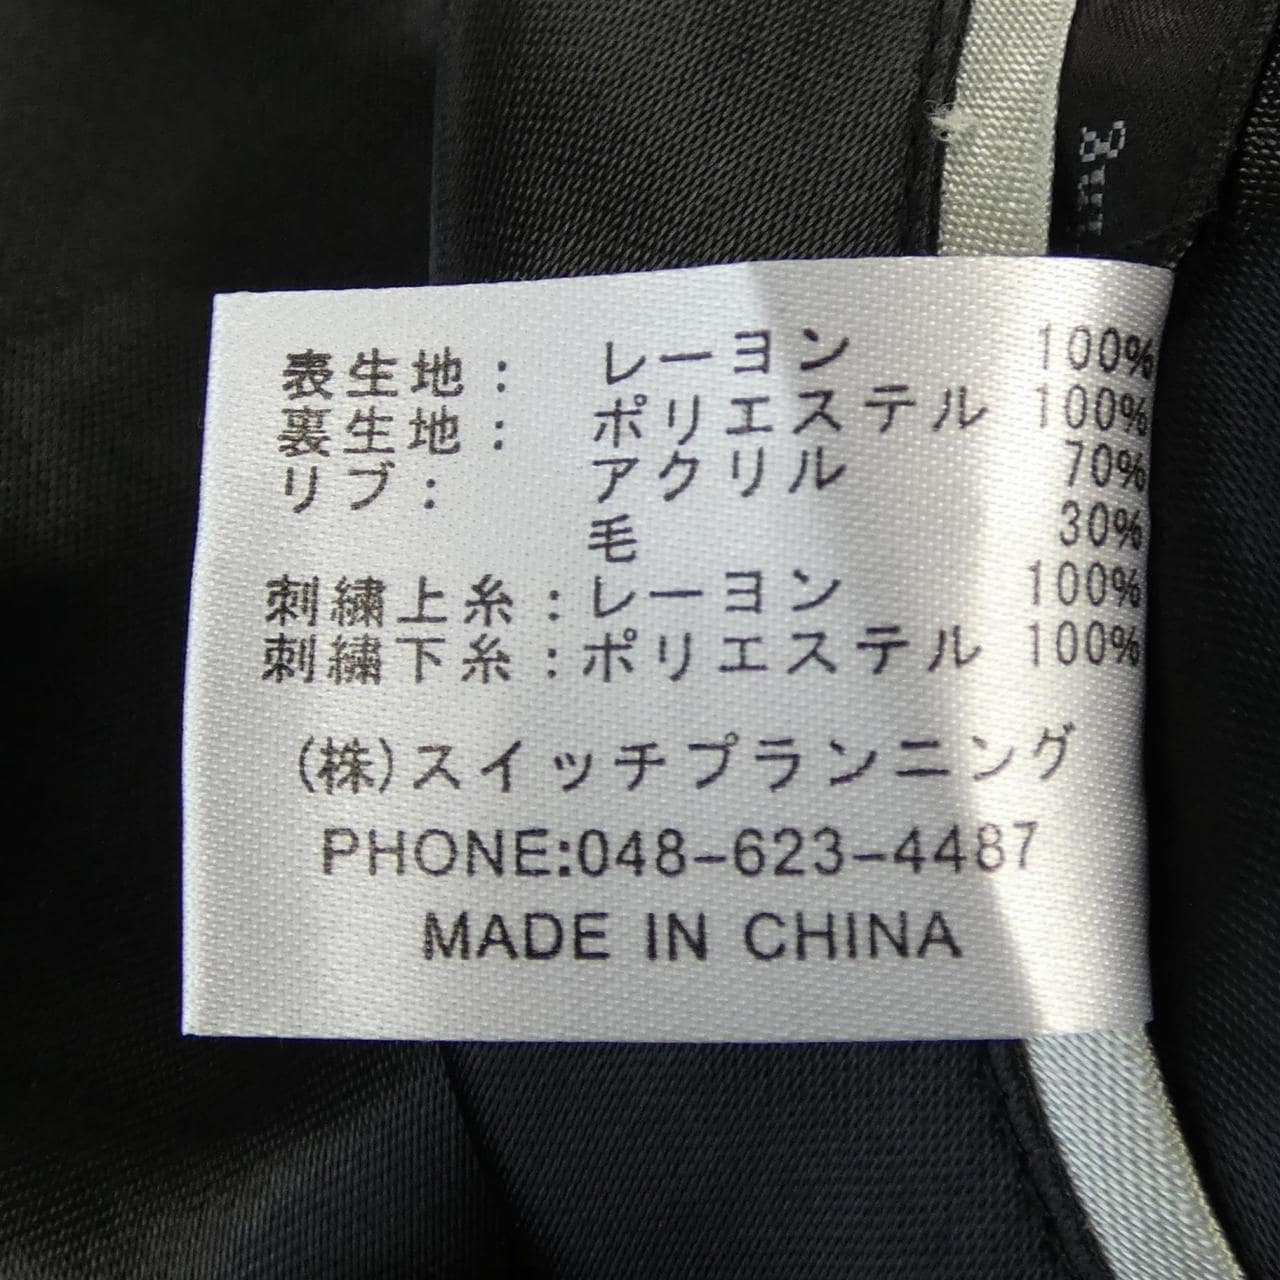 表生地： レーヨン 100%
裏生地： ポリエステル 100%
リブ： アクリル 70%
毛 30%
刺繍上糸：レーヨン 100%
刺繍下糸：ポリエステル 100%
(株)スイッチプランニング
PHONE:048-623-4487
MADE IN CHINA